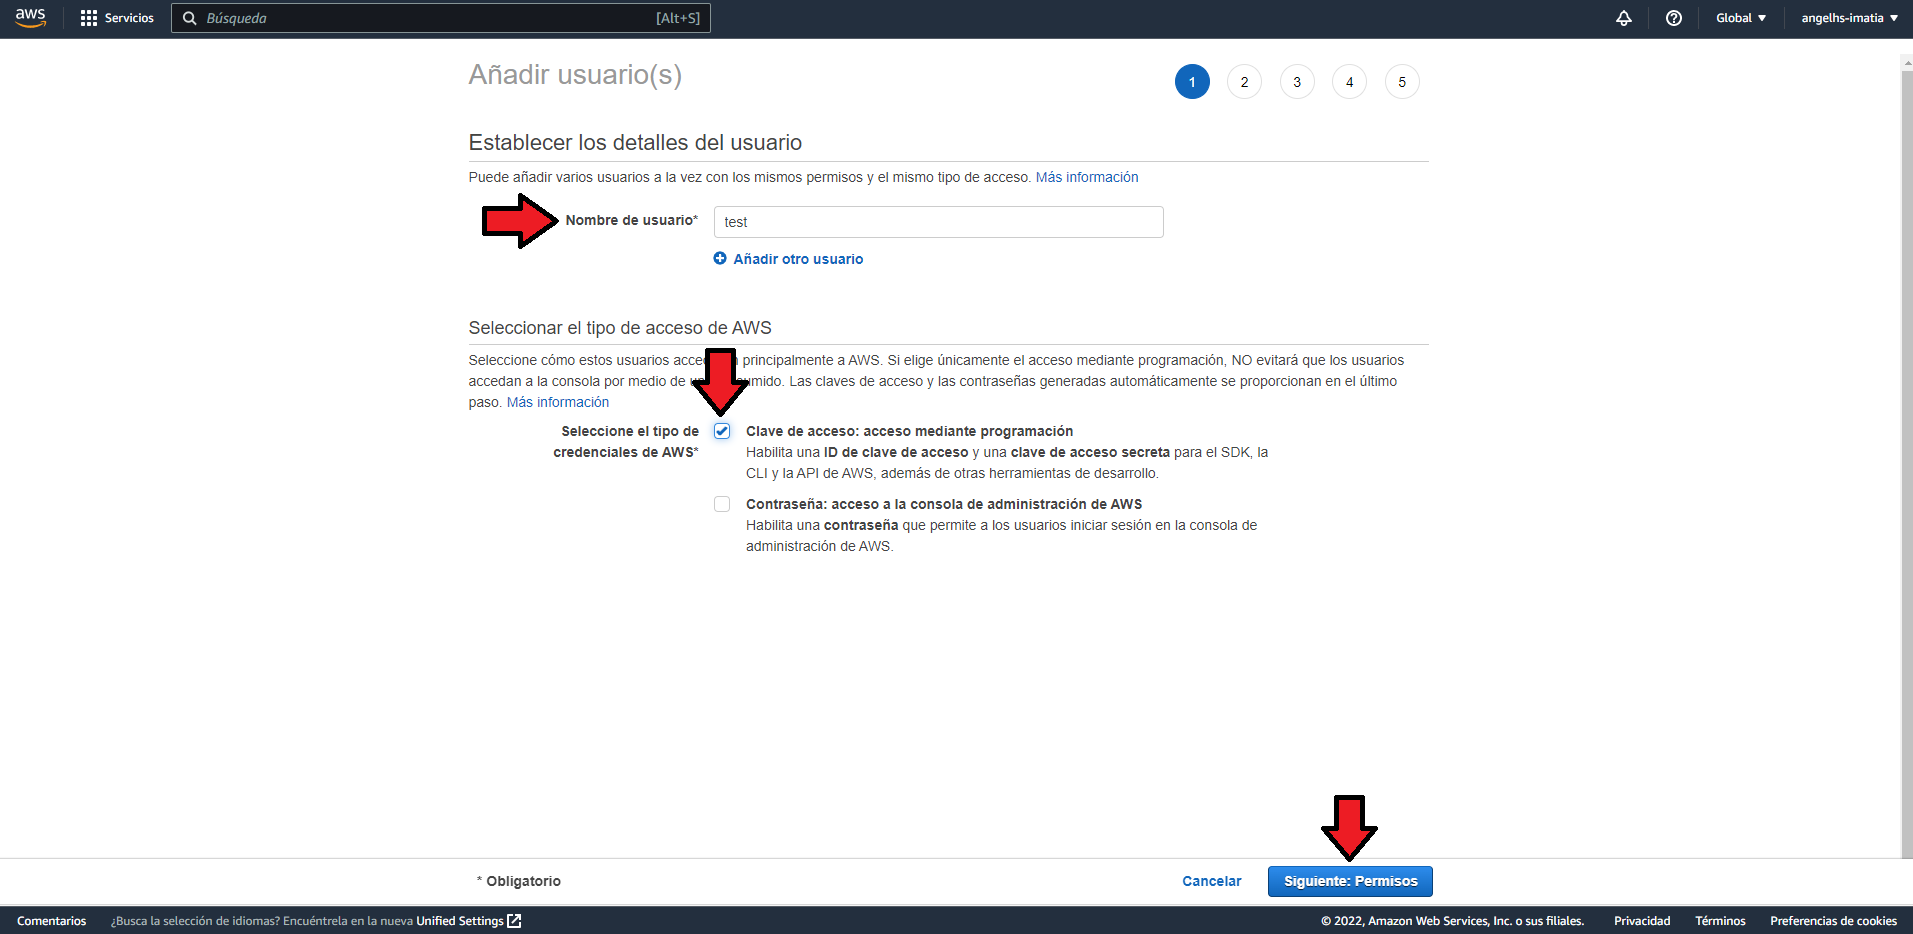 aws
Servicios
Búsqueda
[Alt+S]
Global
angelhs-imatia
Añadir usuario(s)
1
2
3
4
5
Establecer los detalles del usuario
Puede añadir varios usuarios a la vez con los mismos permisos y el mismo tipo de acceso. Más información
Nombre de usuario*
test
Añadir otro usuario
Seleccionar el tipo de acceso de AWS
Seleccione cómo estos usuarios principalmente a AWS. Si elige únicamente el acceso mediante programación, NO evitará que los usuarios
accedan a la consola por medio de Las claves de acceso y las contraseñas generadas automáticamente se proporcionan en el último
paso. Más información
Seleccione el tipo de
credenciales de AWS*
Clave de acceso: acceso mediante programación
Habilita una ID de clave de acceso y una clave de acceso secreta para el SDK, la
CLI y la API de AWS, además de otras herramientas de desarrollo.
Contraseña: acceso a la consola de administración de AWS
Habilita una contraseña que permite a los usuarios iniciar sesión en la consola de
administración de AWS.
* Obligatorio
Cancelar
Siguiente: Permisos
Comentarios
¿Busca la selección de idiomas? Encuéntrela en la nueva Unified Settings
© 2022, Amazon Web Services, Inc. o sus filiales.
Privacidad
Términos
Preferencias de cookies